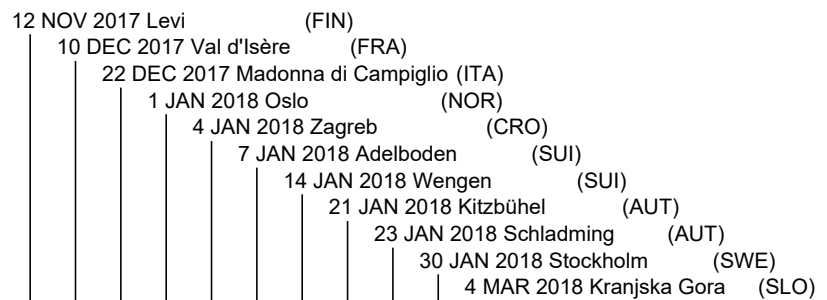 12 NOV 2017 Levi (FIN)
10 DEC 2017 Val d'Isère (FRA)
22 DEC 2017 Madonna di Campiglio (ITA)
1 JAN 2018 Oslo (NOR)
4 JAN 2018 Zagreb (CRO)
7 JAN 2018 Adelboden (SUI)
14 JAN 2018 Wengen (SUI)
21 JAN 2018 Kitzbühel (AUT)
23 JAN 2018 Schladming (AUT)
30 JAN 2018 Stockholm (SWE)
4 MAR 2018 Kranjska Gora (SLO)